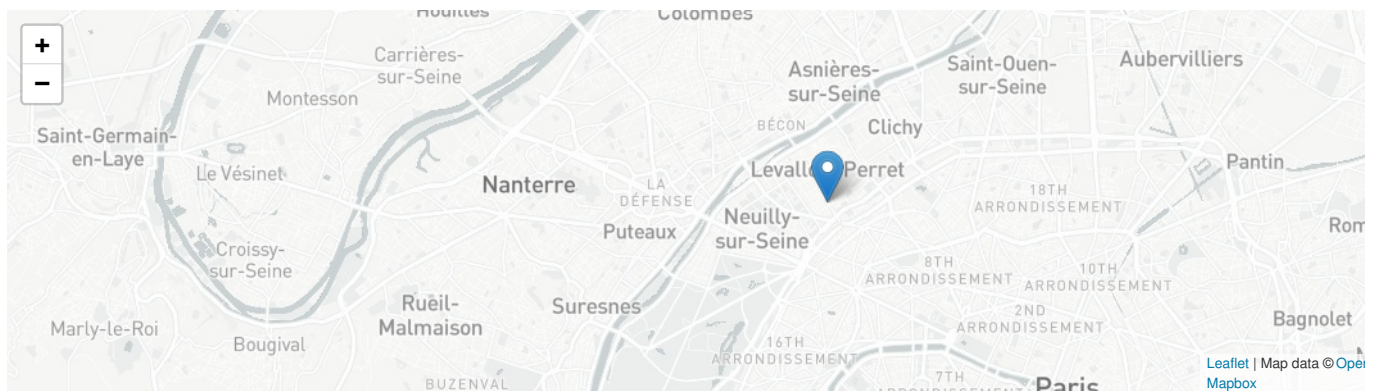 Houilles
Colombes
+
Carrières-
sur-Seine
Asnières-
sur-Seine
Saint-Ouen-
sur-Seine
Aubervilliers
−
Montesson
BÉCON
Clichy
Saint-Germain-
en-Laye
Le Vésinet
Nanterre
LA
DÉFENSE
Perret
Pantin
18TH
ARRONDISSEMENT
Puteaux
Neuilly-
sur-Seine
Croissy-
sur-Seine
8TH
ARRONDISSEMENT
10TH
ARRONDISSEMENT
Rueil-
Malmaison
Suresnes
2ND
ARRONDISSEMENT
Marly-le-Roi
Bougival
Bagnolet
16TH
ARRONDISSEMENT
BUZENVAL
7TH
ARRONDISSEMENT
Paris
Leaflet | Map data © Open
Mapbox